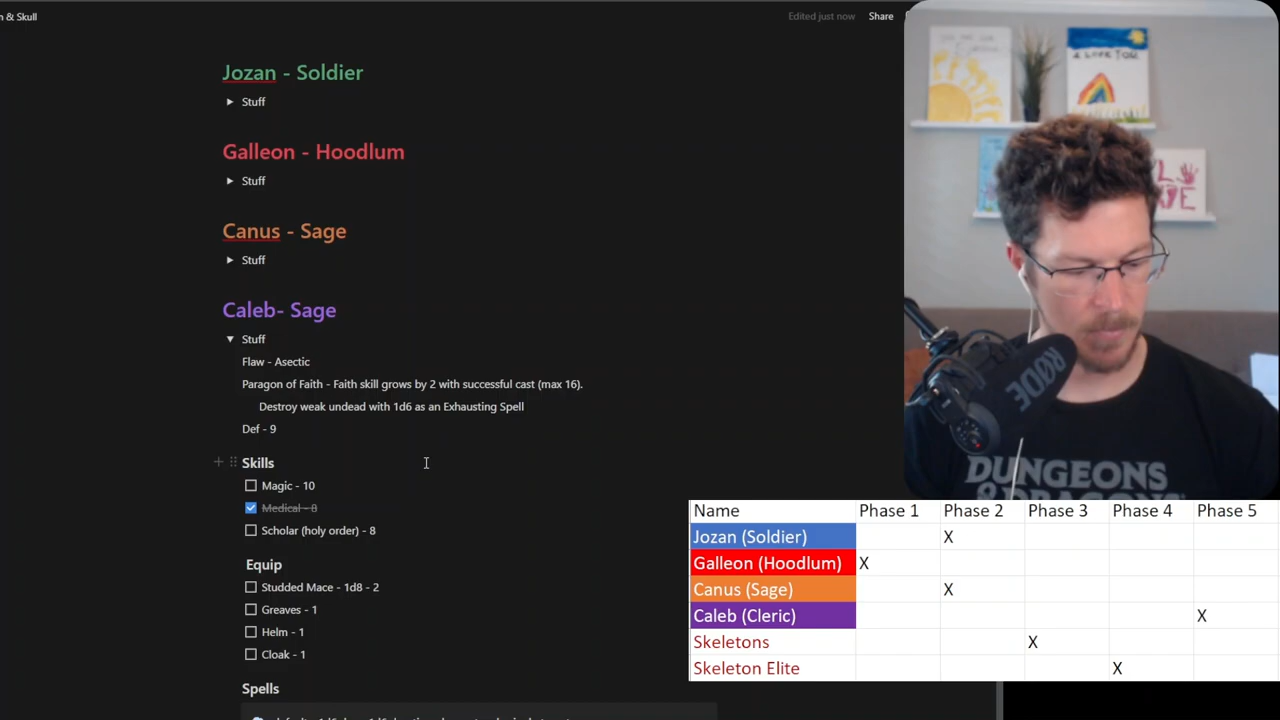 n & Skull
Edited just now
Share
Jozan - Soldier
Stuff
Galleon - Hoodlum
Stuff
Canus - Sage
Stuff
Caleb- Sage
Stuff
Flaw - Asectic
Paragon of Faith - Faith skill grows by 2 with successful cast (max 16).
Destroy weak undead with 1d6 as an Exhausting Spell
Def - 9
Skills
Magic - 10
Medical - 8
Scholar (holy order) - 8
Equip
Studded Mace - 1d8 - 2
Greaves - 1
Helm - 1
Cloak - 1
Spells
RØDE
DUNGEONS
Name Phase 1 Phase 2 Phase 3 Phase 4 Phase 5
Jozan (Soldier) X
Galleon (Hoodlum) X
Canus (Sage) X
Caleb (Cleric) X
Skeletons X
Skeleton Elite X